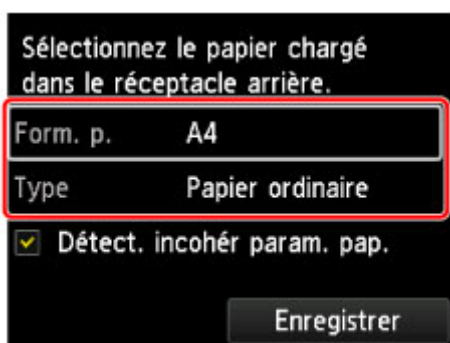 Sélectionnez le papier chargé
dans le réceptacle arrière.
Form. p. A4
Type Papier ordinaire
Détect. incohér param. pap.
Enregistrer